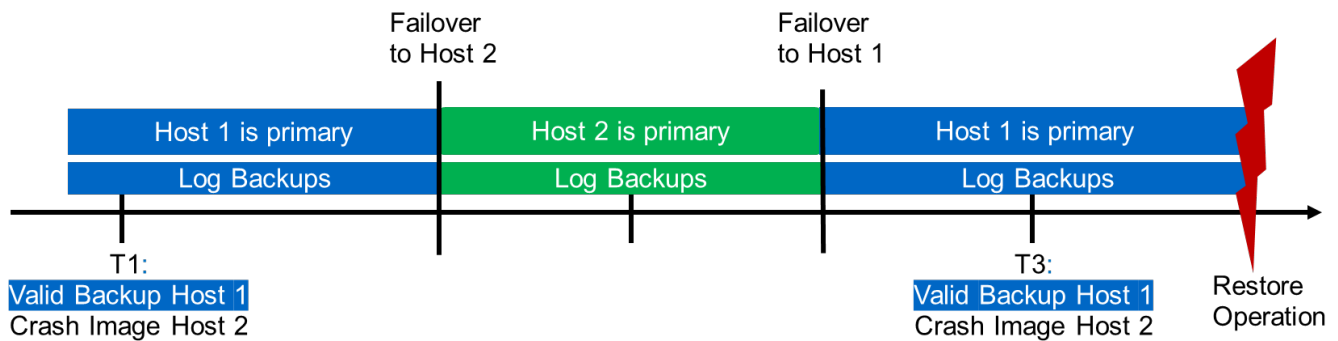 Failover
to Host 2
Failover
to Host 1
Host 1 is primary
Host 2 is primary
Host 1 is primary
Log Backups
Log Backups
Log Backups
T1:
Valid Backup Host 1
Crash Image Host 2
T3:
Valid Backup Host 1
Crash Image Host 2
Restore
Operation